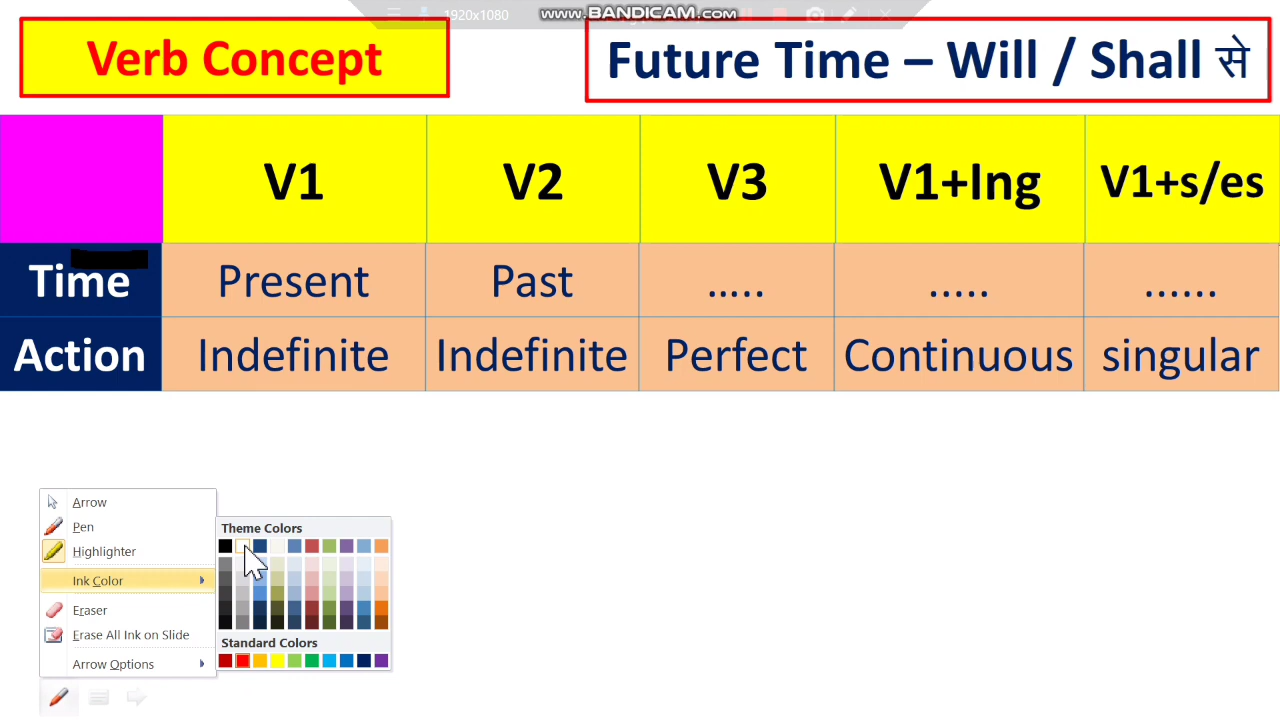 1920x1080 www.BANDICAM.com
Verb Concept
Future Time – Will / Shall से
V1 V2 V3 V1+Ing V1+s/es
Time Present Past ..... ..... ......
Action Indefinite Indefinite Perfect Continuous singular
Arrow
Pen
Highlighter
Ink Color
Eraser
Erase All Ink on Slide
Arrow Options
Theme Colors
Standard Colors